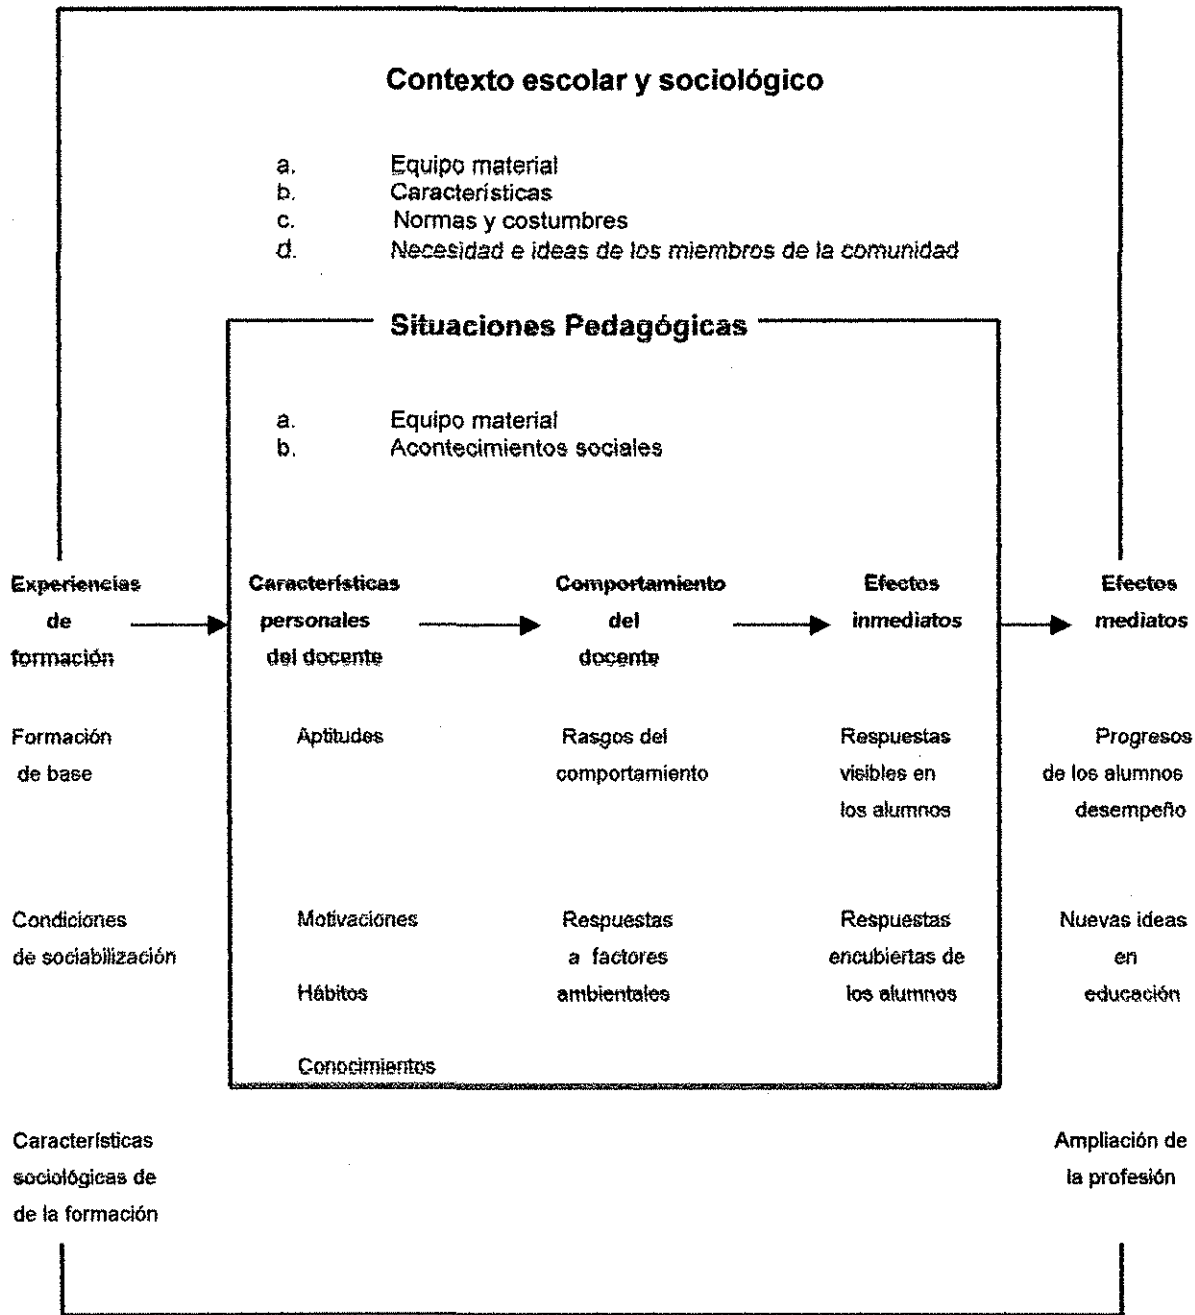 Contexto escolar y sociológico
a. Equipo material
b. Características
c. Normas y costumbres
d. Necesidad e ideas de los miembros de la comunidad
Situaciones Pedagógicas
a. Equipo material
b. Acontecimientos sociales
Experiencias
de
formación
Características
personales
del docente
Comportamiento
del
docente
Efectos
inmediatos
Efectos
mediatos
Formación
de base
Aptitudes
Rasgos del
comportamiento
Respuestas
visibles en
los alumnos
Progresos
de los alumnos
desempeño
Condiciones
de sociabilización
Motivaciones
Hábitos
Conocimientos
Respuestas
a factores
ambientales
Respuestas
encubiertas de
los alumnos
Nuevas ideas
en
educación
Características
sociológicas de
de la formación
Ampliación de
la profesión